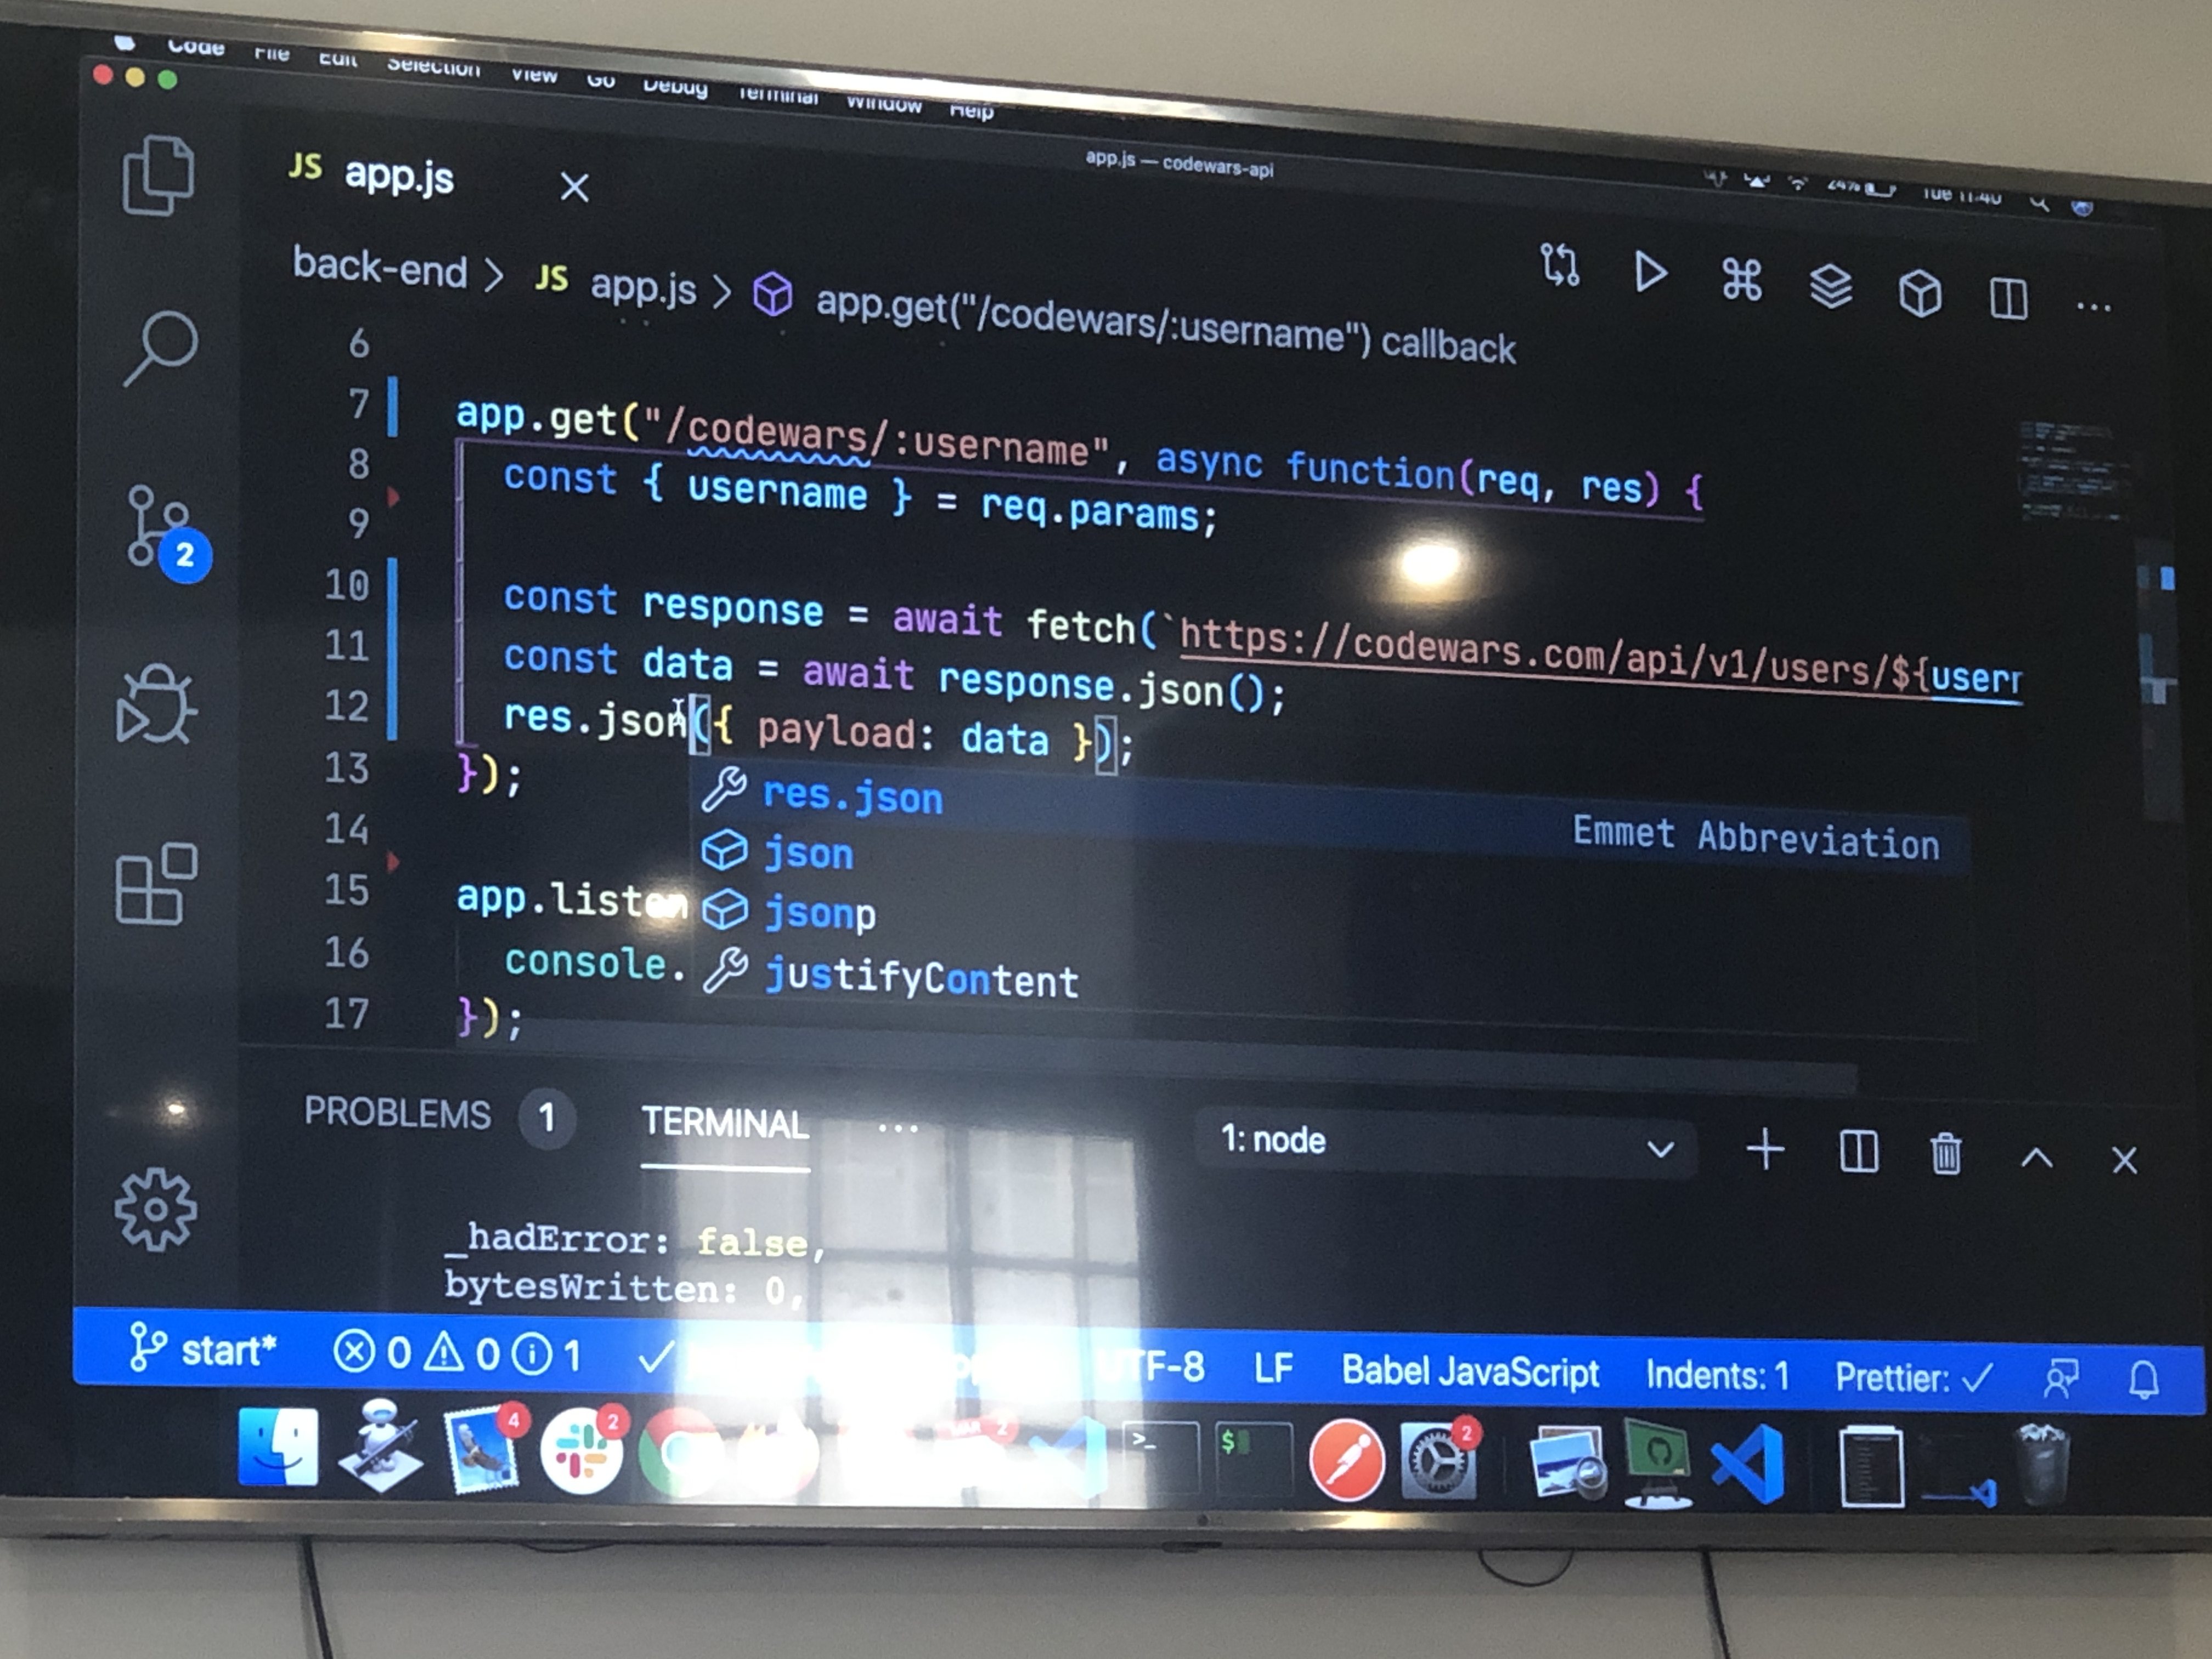 Code File Edit Selection View Go Debug Terminal Window Help
24% Tue 11:40
app.js — codewars-api
JS app.js
back-end > JS app.js > app.get("/codewars/:username") callback
6
7 app.get("/codewars/:username", async function(req, res) {
8 const { username } = req.params;
9
10 const response = await fetch(`https://codewars.com/api/v1/users/${usern
11 const data = await response.json();
12 res.json({ payload: data });
13 });
14
15 app.listen
16 console.
17 });
res.json Emmet Abbreviation
json
jsonp
justifyContent
2
PROBLEMS 1 TERMINAL ... 1: node
_hadError: false,
bytesWritten: 0,
start* 0 0 1 UTF-8 LF Babel JavaScript Indents: 1 Prettier:
4 2 2 >_ $ 2